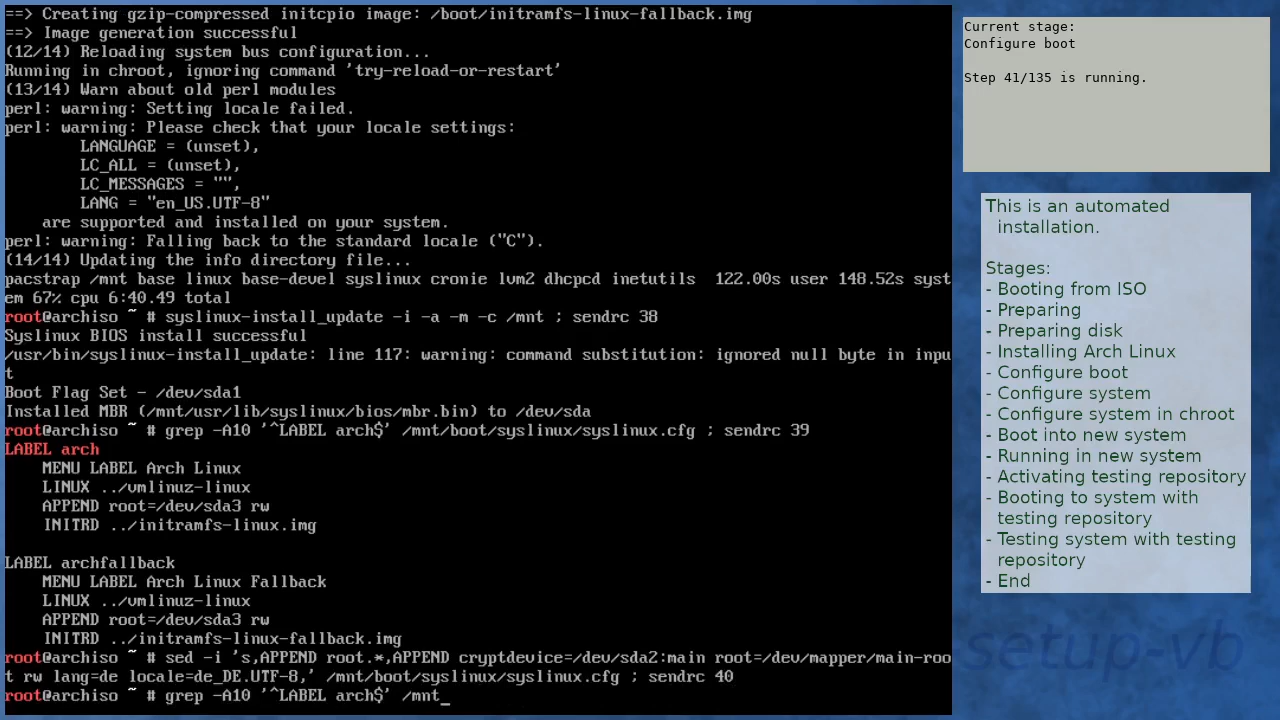 ==> Creating gzip-compressed initcpio image: /boot/initramfs-linux-fallback.img
==> Image generation successful
(12/14) Reloading system bus configuration...
Running in chroot, ignoring command 'try-reload-or-restart'
(13/14) Warn about old perl modules
perl: warning: Setting locale failed.
perl: warning: Please check that your locale settings:
        LANGUAGE = (unset),
        LC_ALL = (unset),
        LC_MESSAGES = "",
        LANG = "en_US.UTF-8"
    are supported and installed on your system.
perl: warning: Falling back to the standard locale ("C").
(14/14) Updating the info directory file...
pacstrap /mnt base linux base-devel syslinux cronie lvm2 dhcpcd inetutils  122.00s user 148.52s syst
em 67% cpu 6:40.49 total
root@archiso ~ # syslinux-install_update -i -a -m -c /mnt ; sendrc 38
Syslinux BIOS install successful
/usr/bin/syslinux-install_update: line 117: warning: command substitution: ignored null byte in inpu
t
Boot Flag Set - /dev/sda1
Installed MBR (/mnt/usr/lib/syslinux/bios/mbr.bin) to /dev/sda
root@archiso ~ # grep -A10 '^LABEL arch$' /mnt/boot/syslinux/syslinux.cfg ; sendrc 39
LABEL arch
    MENU LABEL Arch Linux
    LINUX ../vmlinuz-linux
    APPEND root=/dev/sda3 rw
    INITRD ../initramfs-linux.img

LABEL archfallback
    MENU LABEL Arch Linux Fallback
    LINUX ../vmlinuz-linux
    APPEND root=/dev/sda3 rw
    INITRD ../initramfs-linux-fallback.img
root@archiso ~ # sed -i 's,APPEND root.*,APPEND cryptdevice=/dev/sda2:main root=/dev/mapper/main-roo
t rw lang=de locale=de_DE.UTF-8,' /mnt/boot/syslinux/syslinux.cfg ; sendrc 40
root@archiso ~ # grep -A10 '^LABEL arch$' /mnt_
Current stage:
Configure boot

Step 41/135 is running.
This is an automated
installation.

Stages:
- Booting from ISO
- Preparing
- Preparing disk
- Installing Arch Linux
- Configure boot
- Configure system
- Configure system in chroot
- Boot into new system
- Running in new system
- Activating testing repository
- Booting to system with
testing repository
- Testing system with testing
repository
- End
setup-vb